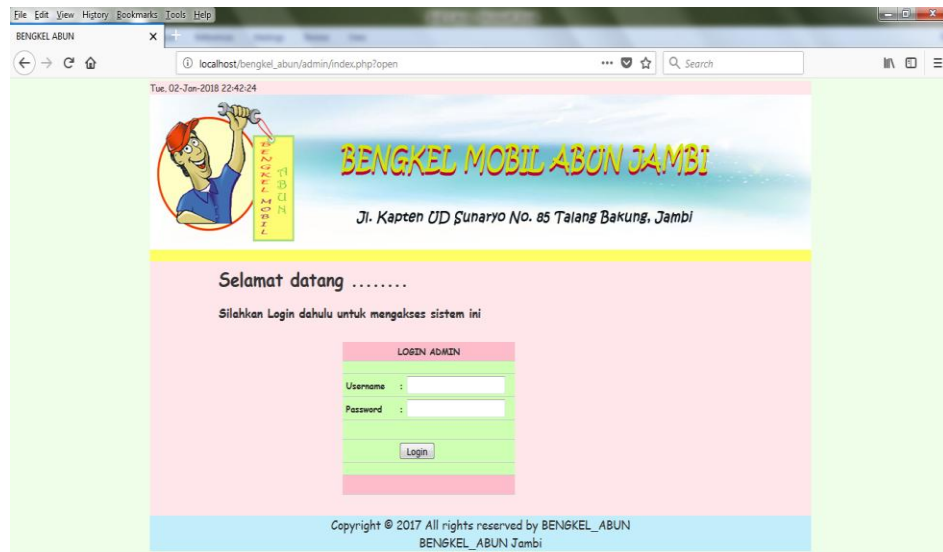 File Edit View History Bookmarks Tools Help
BENGKEL ABUN
localhost/bengkel_abun/admin/index.php?open
Search
Tue, 02-Jan-2018 22:42:24
BENGKEL MOBIL
ABUN
BENGKEL MOBIL ABUN JAMBI
Jl. Kapten UD Sunaryo No. 85 Talang Bakung, Jambi
Selamat datang ........
Silahkan Login dahulu untuk mengakses sistem ini
LOGIN ADMIN
Username :
Password :
Login
Copyright © 2017 All rights reserved by BENGKEL_ABUN
BENGKEL_ABUN Jambi